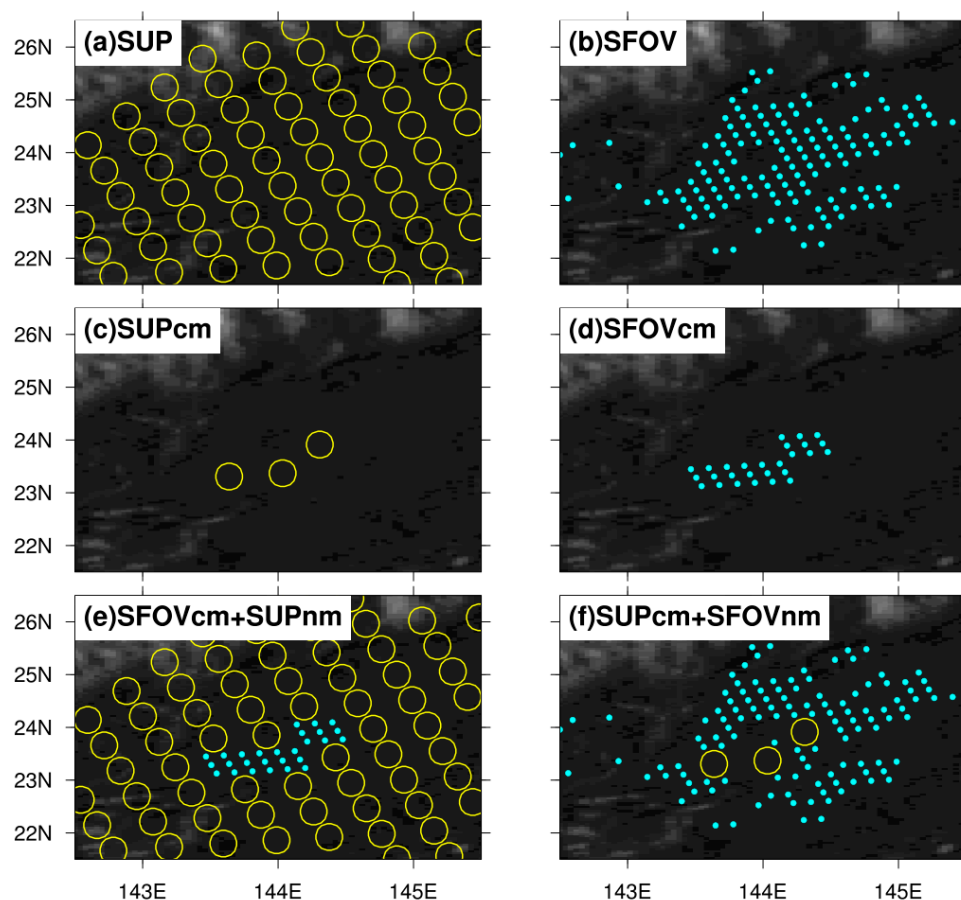 (a)SUP
(b)SFOV
26N
25N
24N
23N
22N
(c)SUPcm
(d)SFOVcm
26N
25N
24N
23N
22N
(e)SFOVcm+SUPnm
(f)SUPcm+SFOVnm
26N
25N
24N
23N
22N
143E 144E 145E 143E 144E 145E